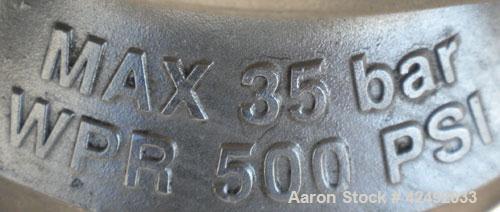 MAX 35 bar
WPR 500 PSI
Aaron Stock # 42492033